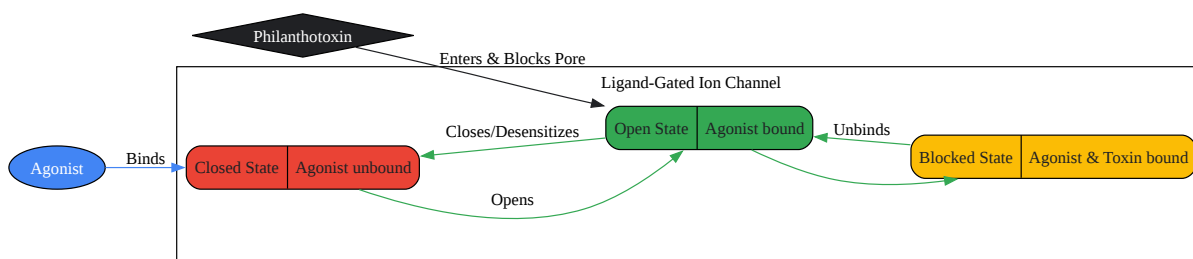 Philanthotoxin
Enters & Blocks Pore
Ligand-Gated Ion Channel
Open State
Agonist bound
Closes/Desensitizes
Unbinds
Agonist
Binds
Closed State
Agonist unbound
Blocked State
Agonist & Toxin bound
Opens